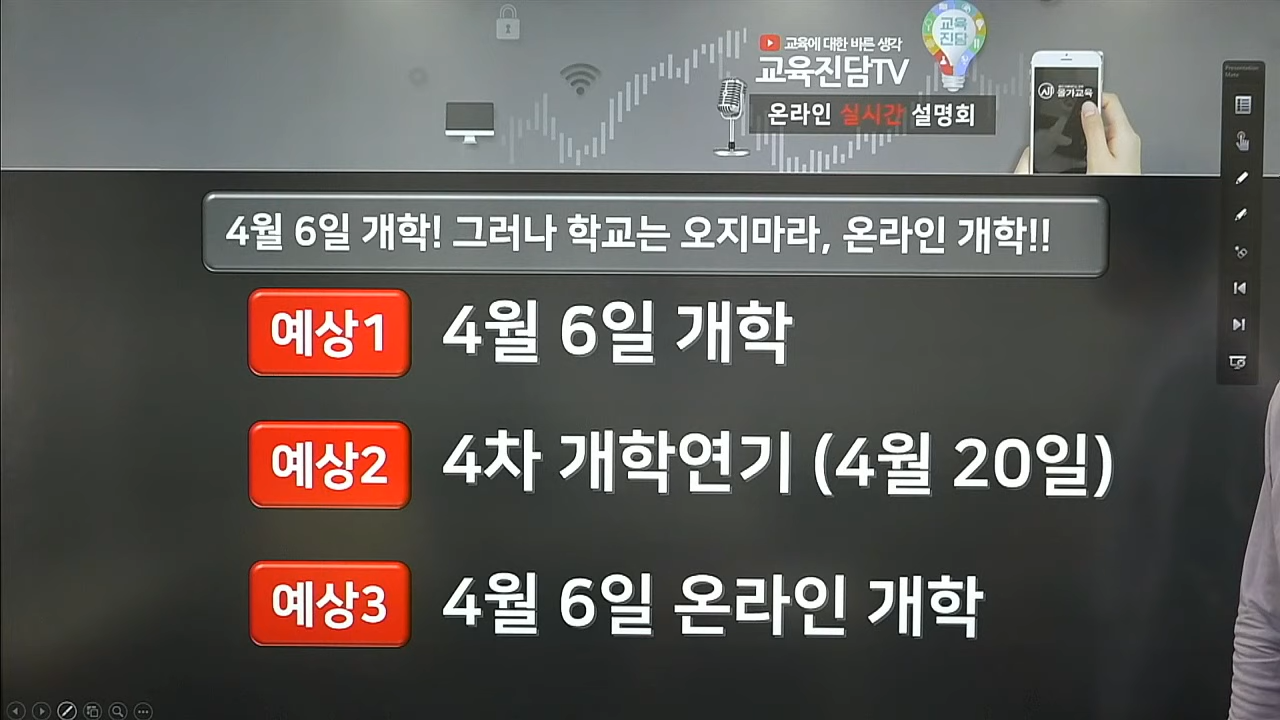 교육에 대한 바른 생각
교육진담TV
교육
진담
온라인 실시간 설명회
Presentation
Mate
4월 6일 개학! 그러나 학교는 오지마라, 온라인 개학!!
예상1 4월 6일 개학
예상2 4차 개학연기 (4월 20일)
예상3 4월 6일 온라인 개학